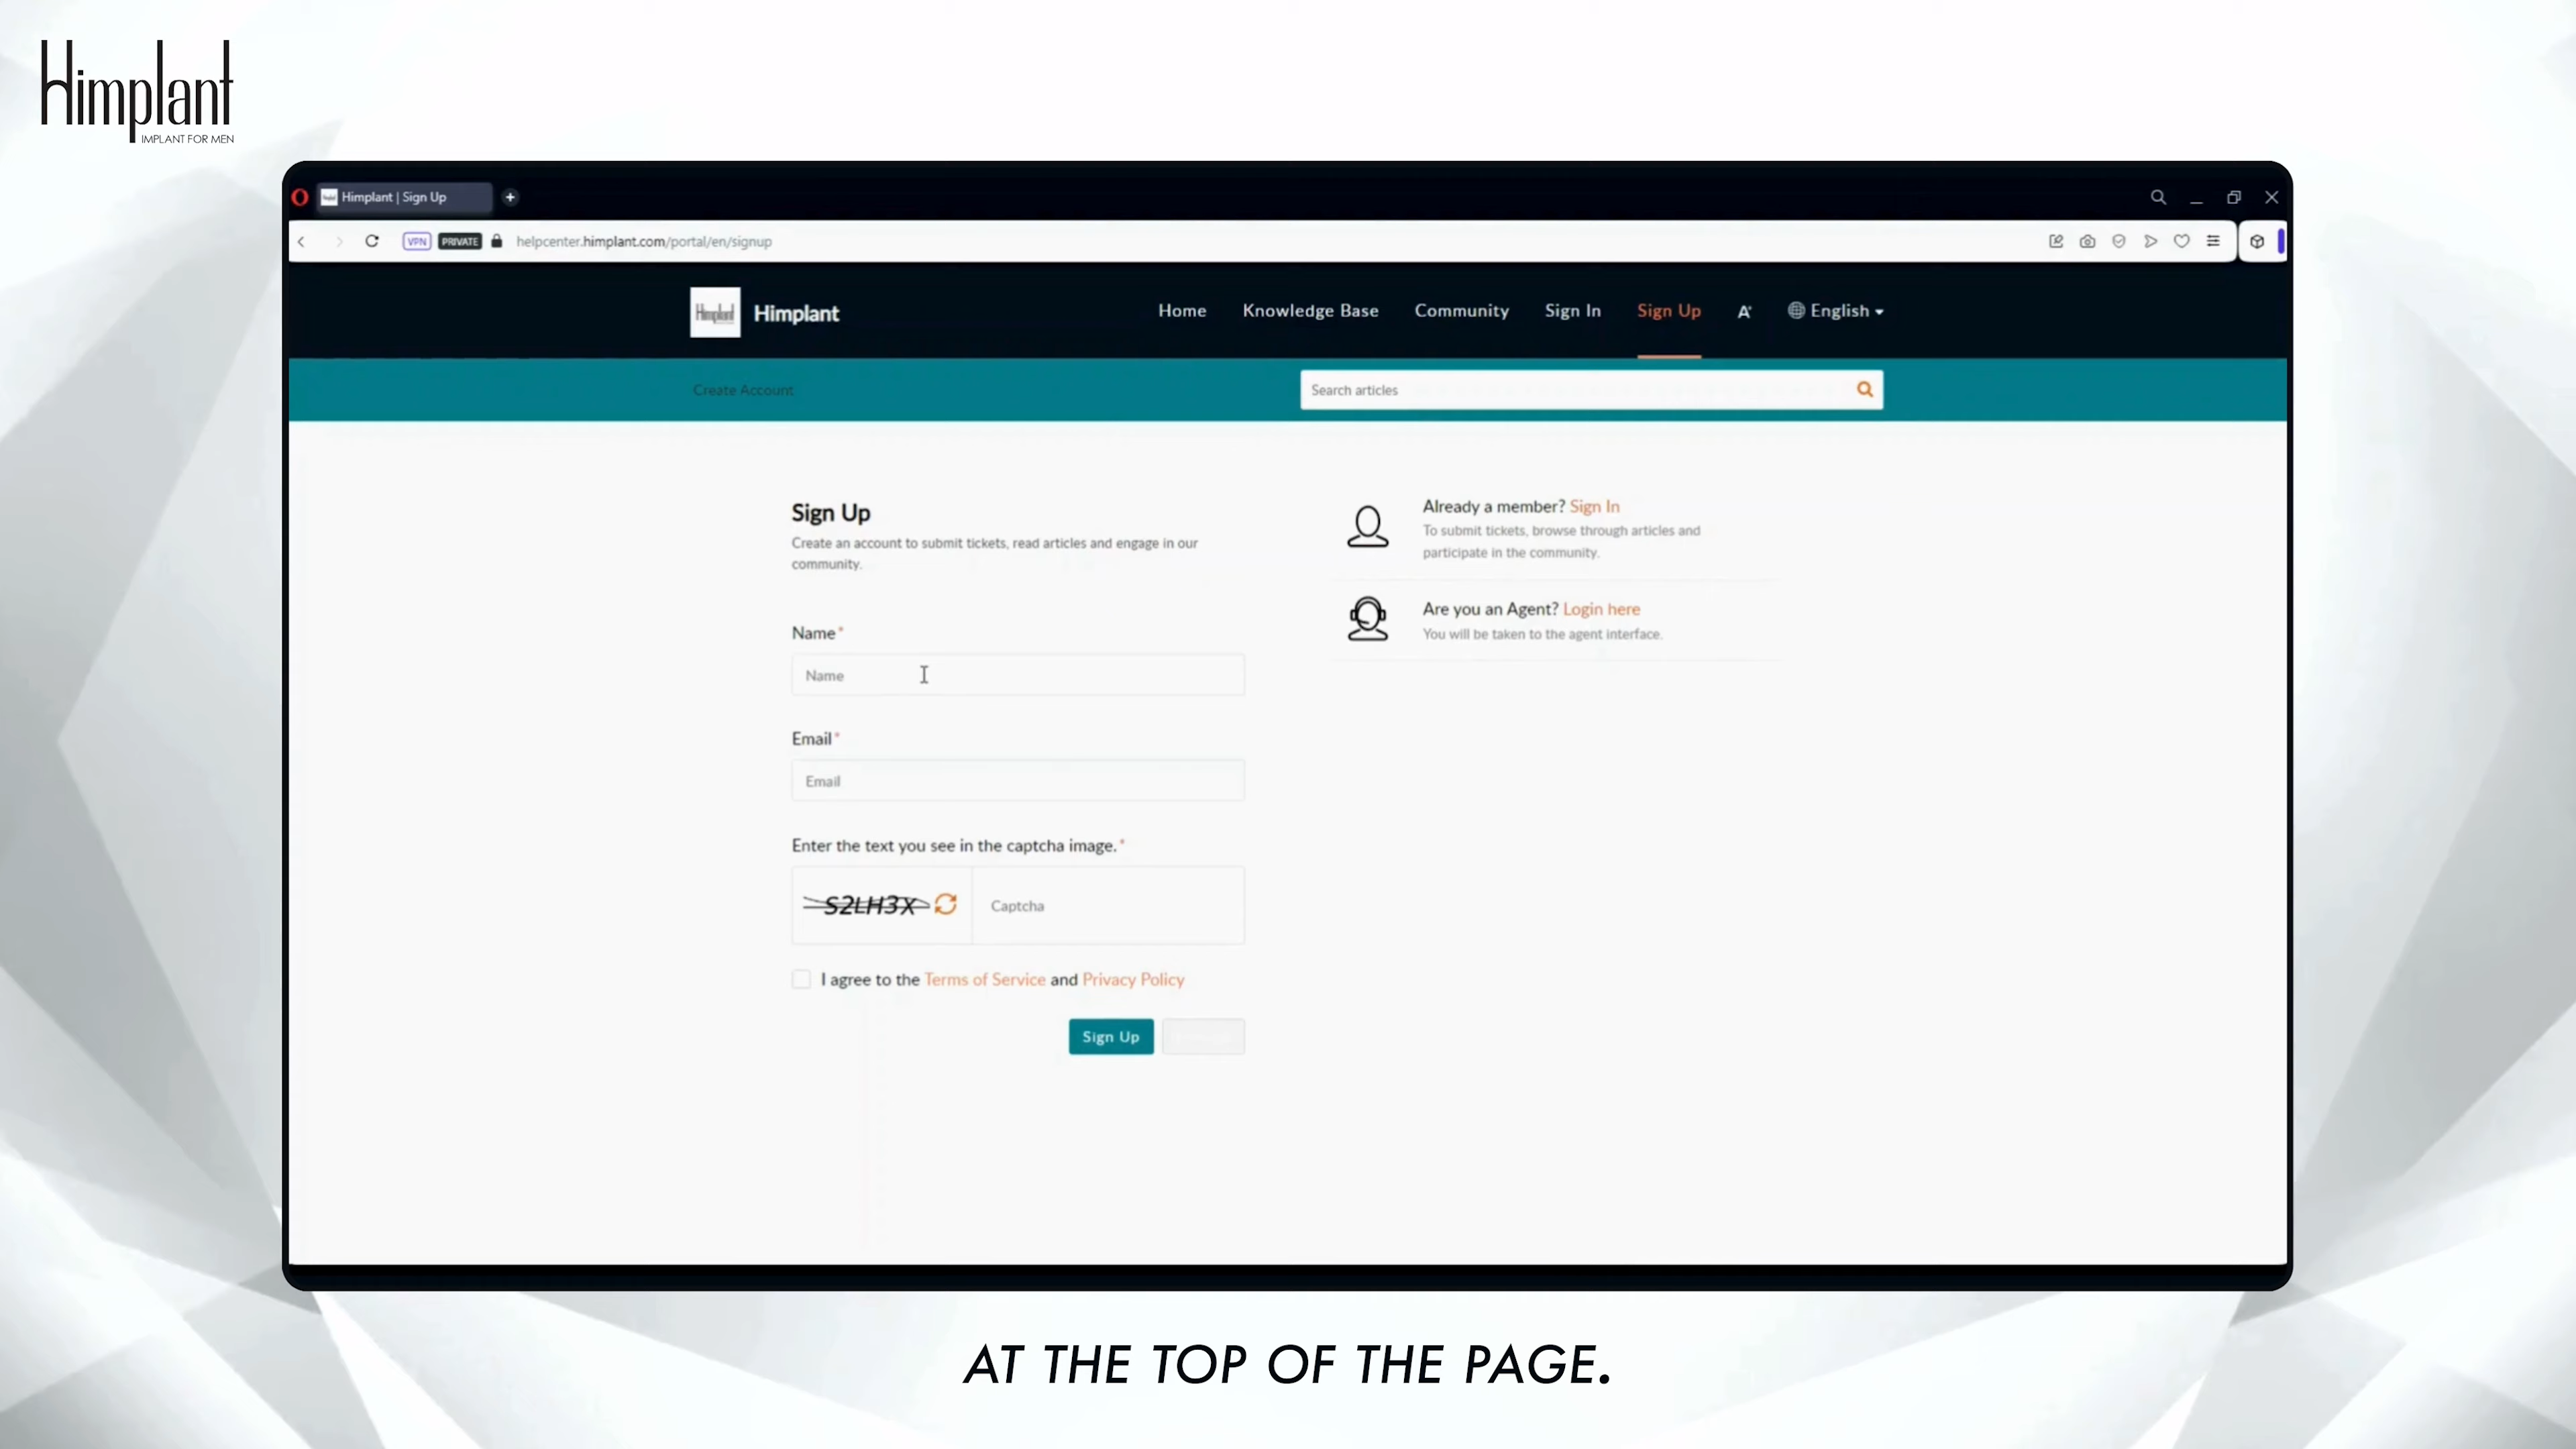 Himplant
IMPLANT FOR MEN
Himplant | Sign Up
VPN PRIVATE helpcenter.himplant.com/portal/en/signup
Himplant Himplant Home Knowledge Base Community Sign In Sign Up A+ English
Create Account Search articles
Sign Up
Create an account to submit tickets, read articles and engage in our
community.
Name*
Name
Email*
Email
Enter the text you see in the captcha image.*
S2LH3X Captcha
I agree to the Terms of Service and Privacy Policy
Sign Up
Already a member? Sign In
To submit tickets, browse through articles and
participate in the community.
Are you an Agent? Login here
You will be taken to the agent interface.
AT THE TOP OF THE PAGE.